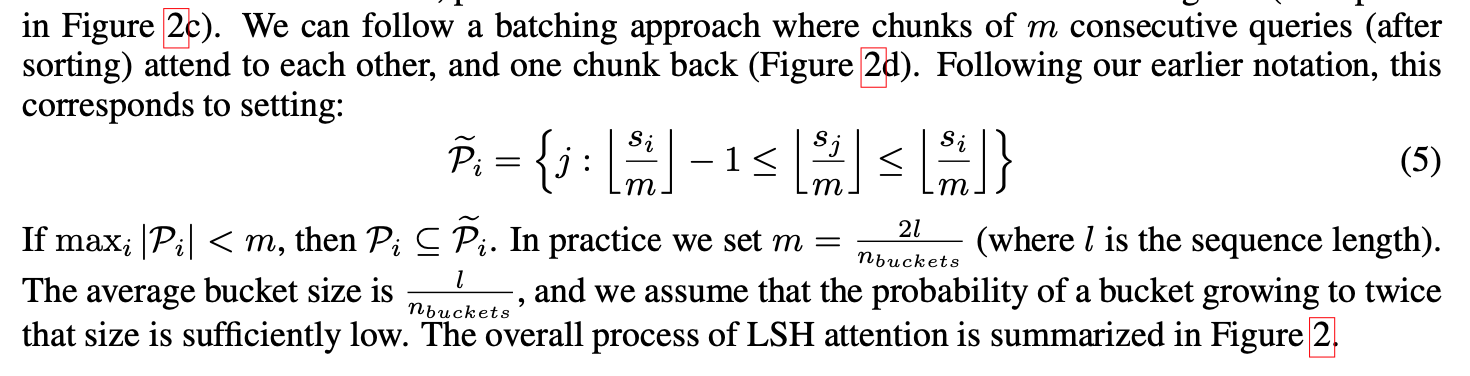 in Figure 2c). We can follow a batching approach where chunks of m consecutive queries (after
sorting) attend to each other, and one chunk back (Figure 2d). Following our earlier notation, this
corresponds to setting:
$\widetilde{\mathcal{P}}_i = \left\{ j : \left\lfloor \frac{s_i}{m} \right\rfloor - 1 \leq \left\lfloor \frac{s_j}{m} \right\rfloor \leq \left\lfloor \frac{s_i}{m} \right\rfloor \right\}$ (5)
If $\max_i |\mathcal{P}_i| < m$, then $\mathcal{P}_i \subseteq \widetilde{\mathcal{P}}_i$. In practice we set $m = \frac{2l}{n_{buckets}}$ (where $l$ is the sequence length).
The average bucket size is $\frac{l}{n_{buckets}}$, and we assume that the probability of a bucket growing to twice
that size is sufficiently low. The overall process of LSH attention is summarized in Figure 2.